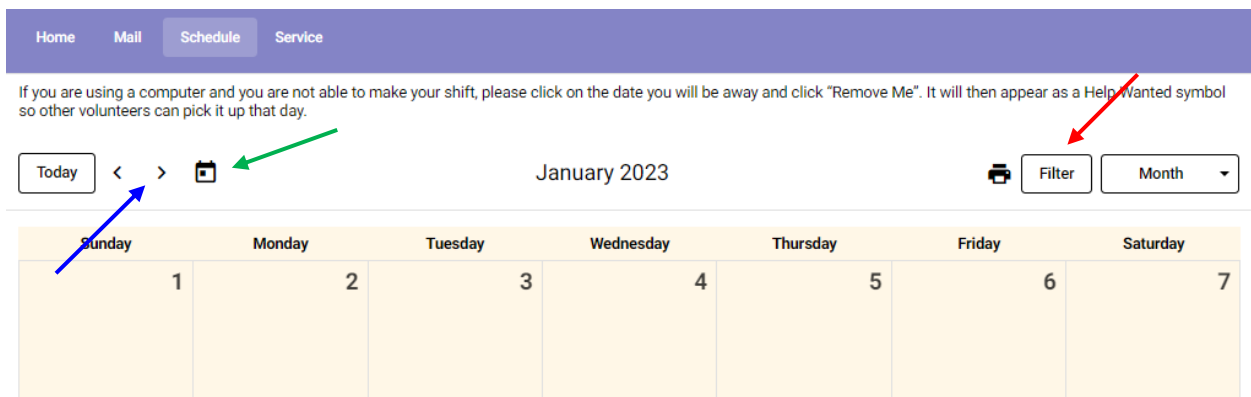 Home Mail Schedule Service
If you are using a computer and you are not able to make your shift, please click on the date you will be away and click “Remove Me”. It will then appear as a Help Wanted symbol
so other volunteers can pick it up that day.
Today < > January 2023 Filter Month
Sunday Monday Tuesday Wednesday Thursday Friday Saturday
1 2 3 4 5 6 7